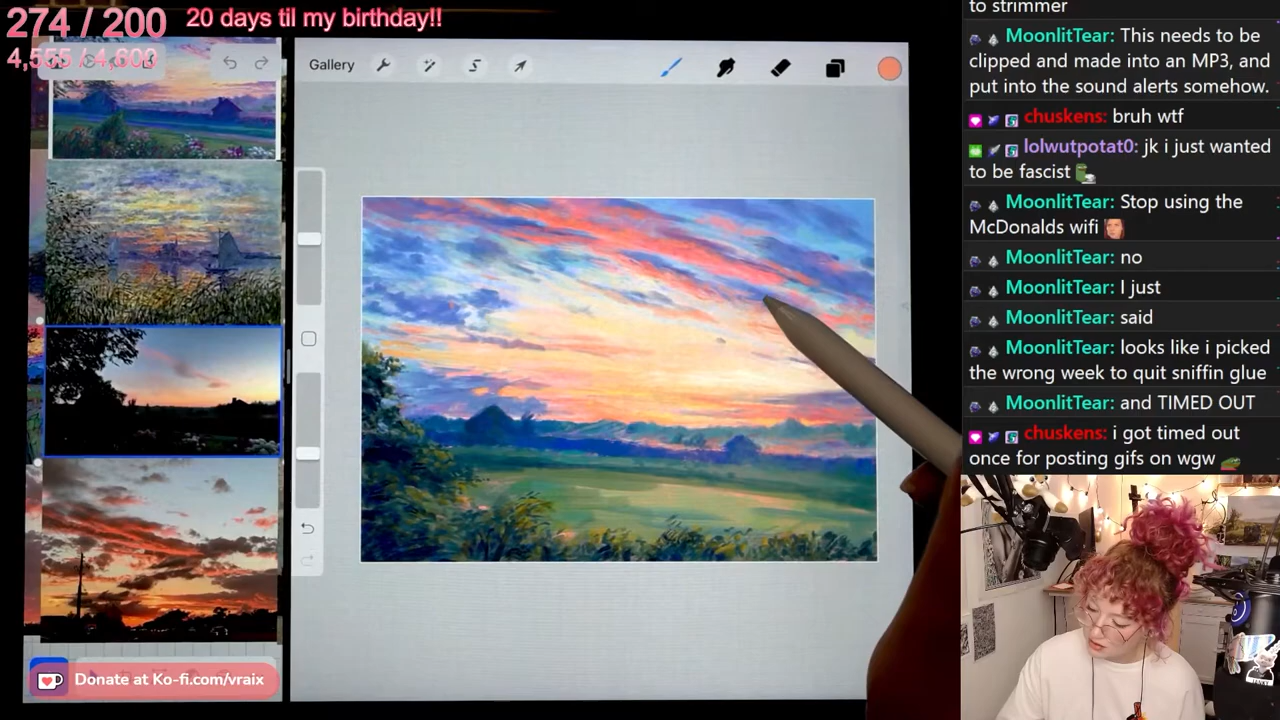 274 / 200
20 days til my birthday!!
4,555 / 4,600
Gallery
Donate at Ko-fi.com/vraix
to strimmer
MoonlitTear: This needs to be
clipped and made into an MP3, and
put into the sound alerts somehow.
chuskens: bruh wtf
lolwutpotat0: jk i just wanted
to be fascist
MoonlitTear: Stop using the
McDonalds wifi
MoonlitTear: no
MoonlitTear: I just
MoonlitTear: said
MoonlitTear: looks like i picked
the wrong week to quit sniffin glue
MoonlitTear: and TIMED OUT
chuskens: i got timed out
once for posting gifs on wgw